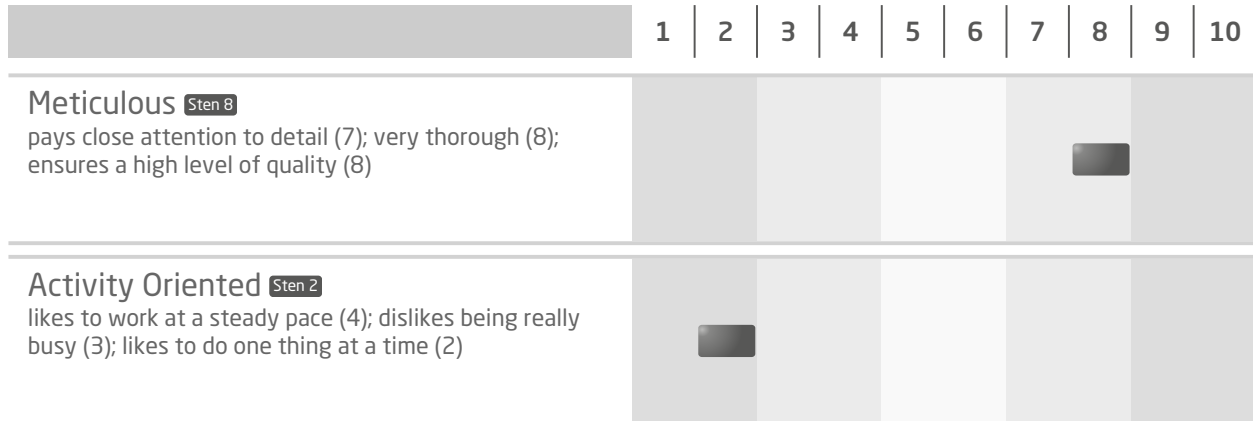 1 2 3 4 5 6 7 8 9 10
Meticulous Sten 8
pays close attention to detail (7); very thorough (8);
ensures a high level of quality (8)
Activity Oriented Sten 2
likes to work at a steady pace (4); dislikes being really
busy (3); likes to do one thing at a time (2)